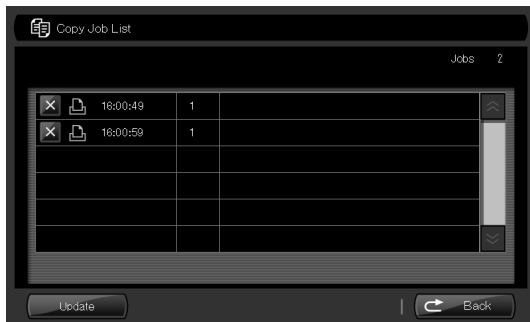 Copy Job List
Jobs 2
16:00:49 1
16:00:59 1
Update
Back